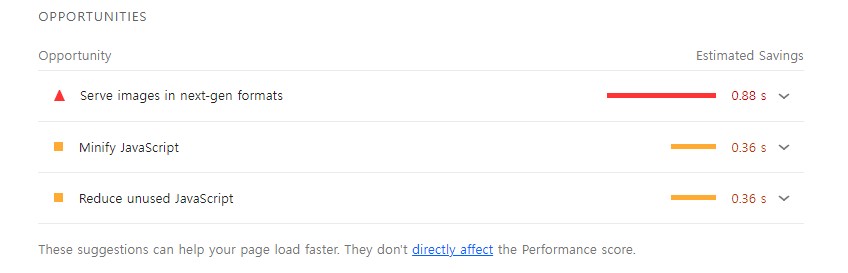 OPPORTUNITIES
Opportunity Estimated Savings
Serve images in next-gen formats 0.88 s
Minify JavaScript 0.36 s
Reduce unused JavaScript 0.36 s
These suggestions can help your page load faster. They don't directly affect the Performance score.